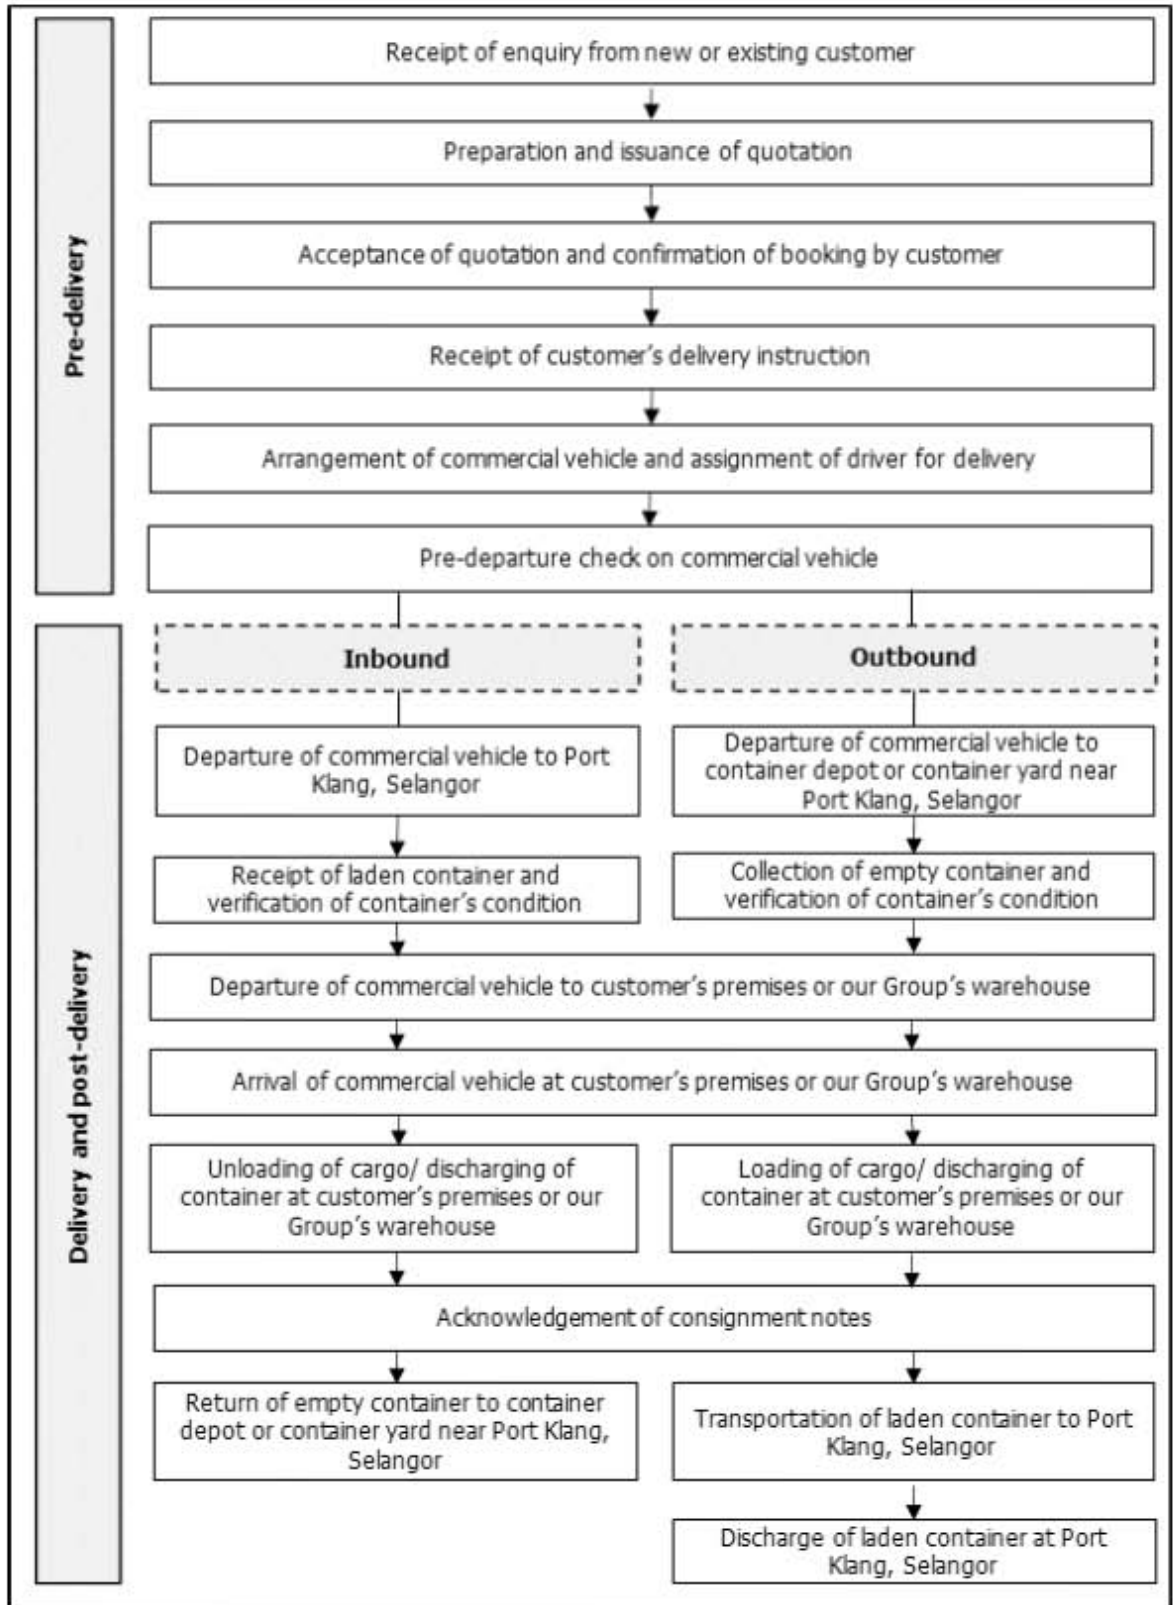 Pre-delivery
Receipt of enquiry from new or existing customer
Preparation and issuance of quotation
Acceptance of quotation and confirmation of booking by customer
Receipt of customer's delivery instruction
Arrangement of commercial vehicle and assignment of driver for delivery
Pre-departure check on commercial vehicle
Delivery and post-delivery
Inbound
Outbound
Departure of commercial vehicle to Port
Klang, Selangor
Departure of commercial vehicle to
container depot or container yard near
Port Klang, Selangor
Receipt of laden container and
verification of container's condition
Collection of empty container and
verification of container's condition
Departure of commercial vehicle to customer's premises or our Group's warehouse
Arrival of commercial vehicle at customer's premises or our Group's warehouse
Unloading of cargo/ discharging of
container at customer's premises or our
Group's warehouse
Loading of cargo/ discharging of
container at customer's premises or our
Group's warehouse
Acknowledgement of consignment notes
Return of empty container to container
depot or container yard near Port Klang,
Selangor
Transportation of laden container to Port
Klang, Selangor
Discharge of laden container at Port
Klang, Selangor